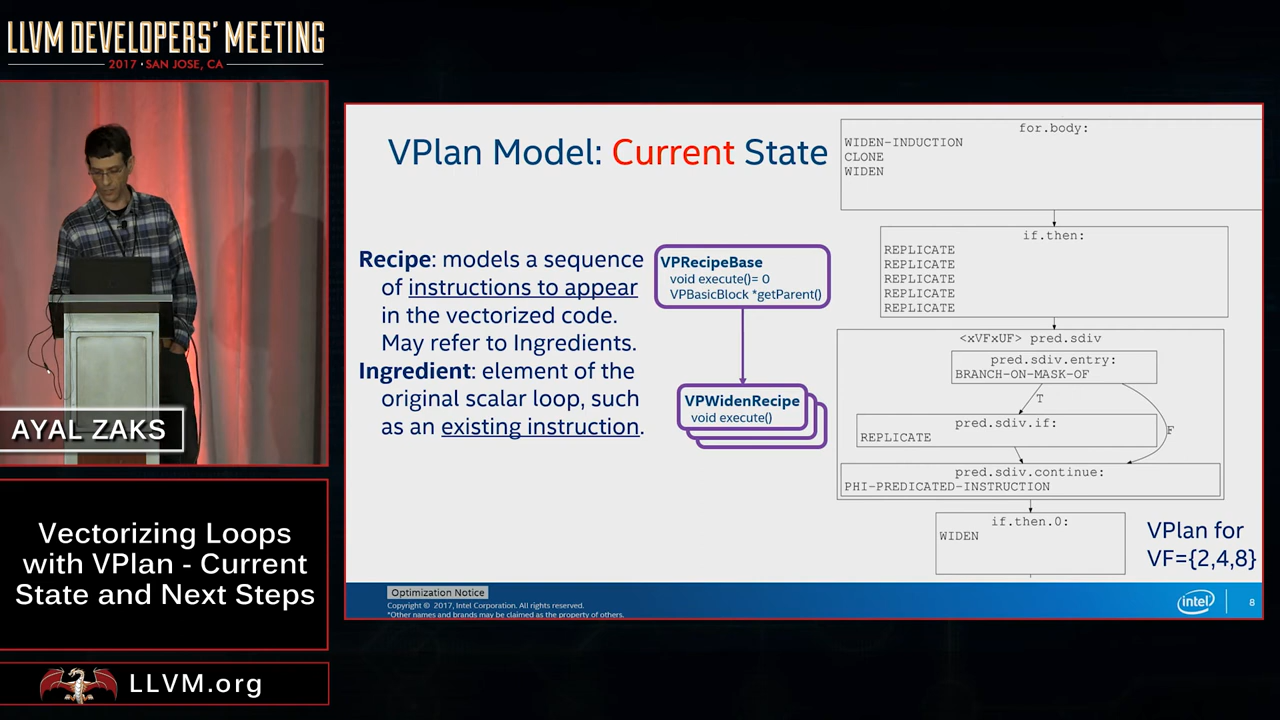 LLVM DEVELOPERS' MEETING
2017 · SAN JOSE, CA
AYAL ZAKS
Vectorizing Loops
with VPlan - Current
State and Next Steps
LLVM.org
VPlan Model: Current State
Recipe: models a sequence
of instructions to appear
in the vectorized code.
May refer to Ingredients.
Ingredient: element of the
original scalar loop, such
as an existing instruction.
VPRecipeBase
void execute()= 0
VPBasicBlock *getParent()
VPWidenRecipe
void execute()
for.body:
WIDEN-INDUCTION
CLONE
WIDEN
if.then:
REPLICATE
REPLICATE
REPLICATE
REPLICATE
REPLICATE
<xVFxUF> pred.sdiv
pred.sdiv.entry:
BRANCH-ON-MASK-OF
T
F
pred.sdiv.if:
REPLICATE
pred.sdiv.continue:
PHI-PREDICATED-INSTRUCTION
if.then.0:
WIDEN
VPlan for
VF={2,4,8}
Optimization Notice
Copyright © 2017, Intel Corporation. All rights reserved.
*Other names and brands may be claimed as the property of others.
intel
8